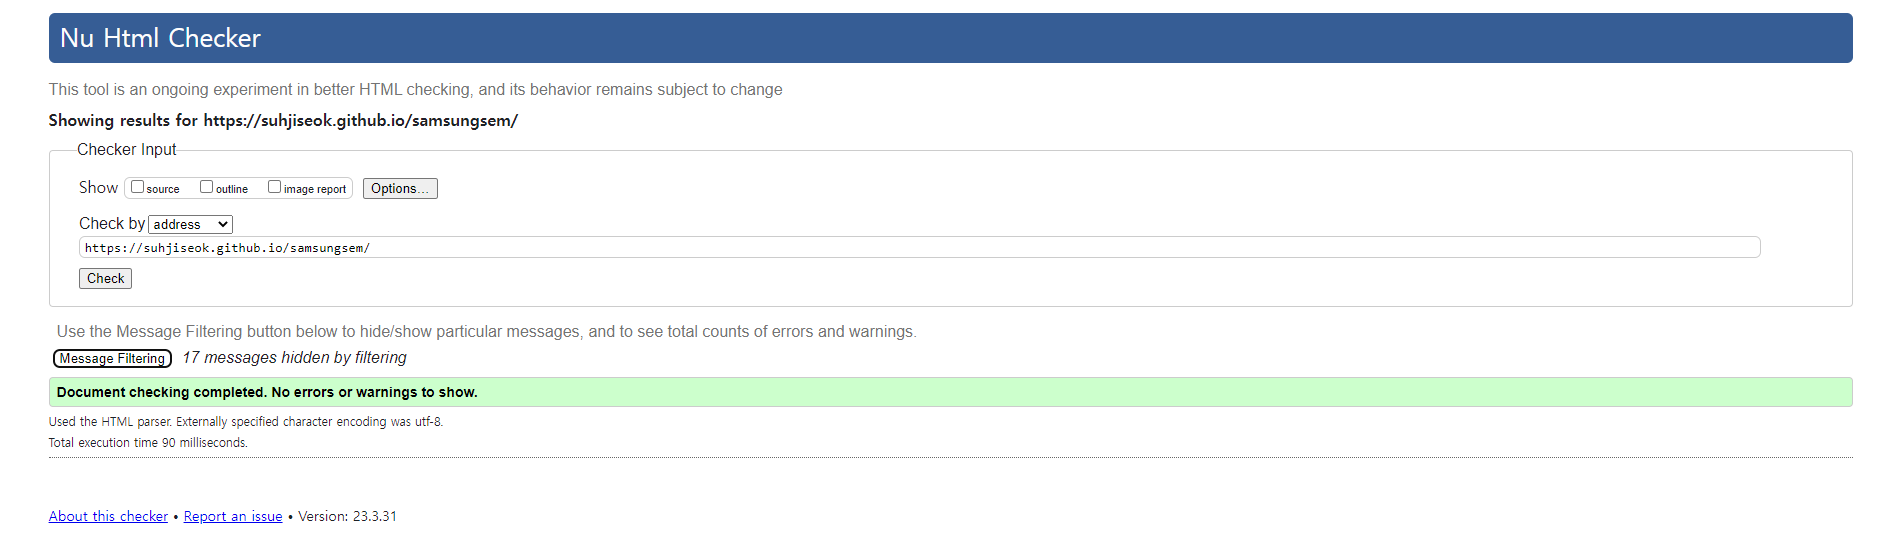 Nu Html Checker
This tool is an ongoing experiment in better HTML checking, and its behavior remains subject to change
Showing results for https://suhjiseok.github.io/samsungsem/
Checker Input
Show source outline image report Options...
Check by address
https://suhjiseok.github.io/samsungsem/
Check
Use the Message Filtering button below to hide/show particular messages, and to see total counts of errors and warnings.
Message Filtering 17 messages hidden by filtering
Document checking completed. No errors or warnings to show.
Used the HTML parser. Externally specified character encoding was utf-8.
Total execution time 90 milliseconds.
About this checker • Report an issue • Version: 23.3.31